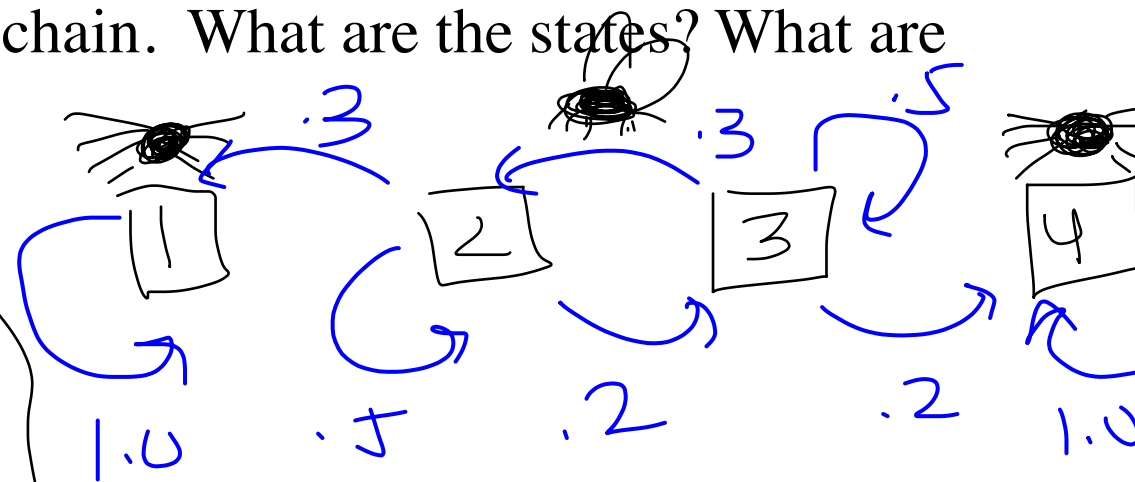 chain. What are the states? What are
.3 .3 .5
1 2 3 4
1.0 .5 .2 .2 1.0